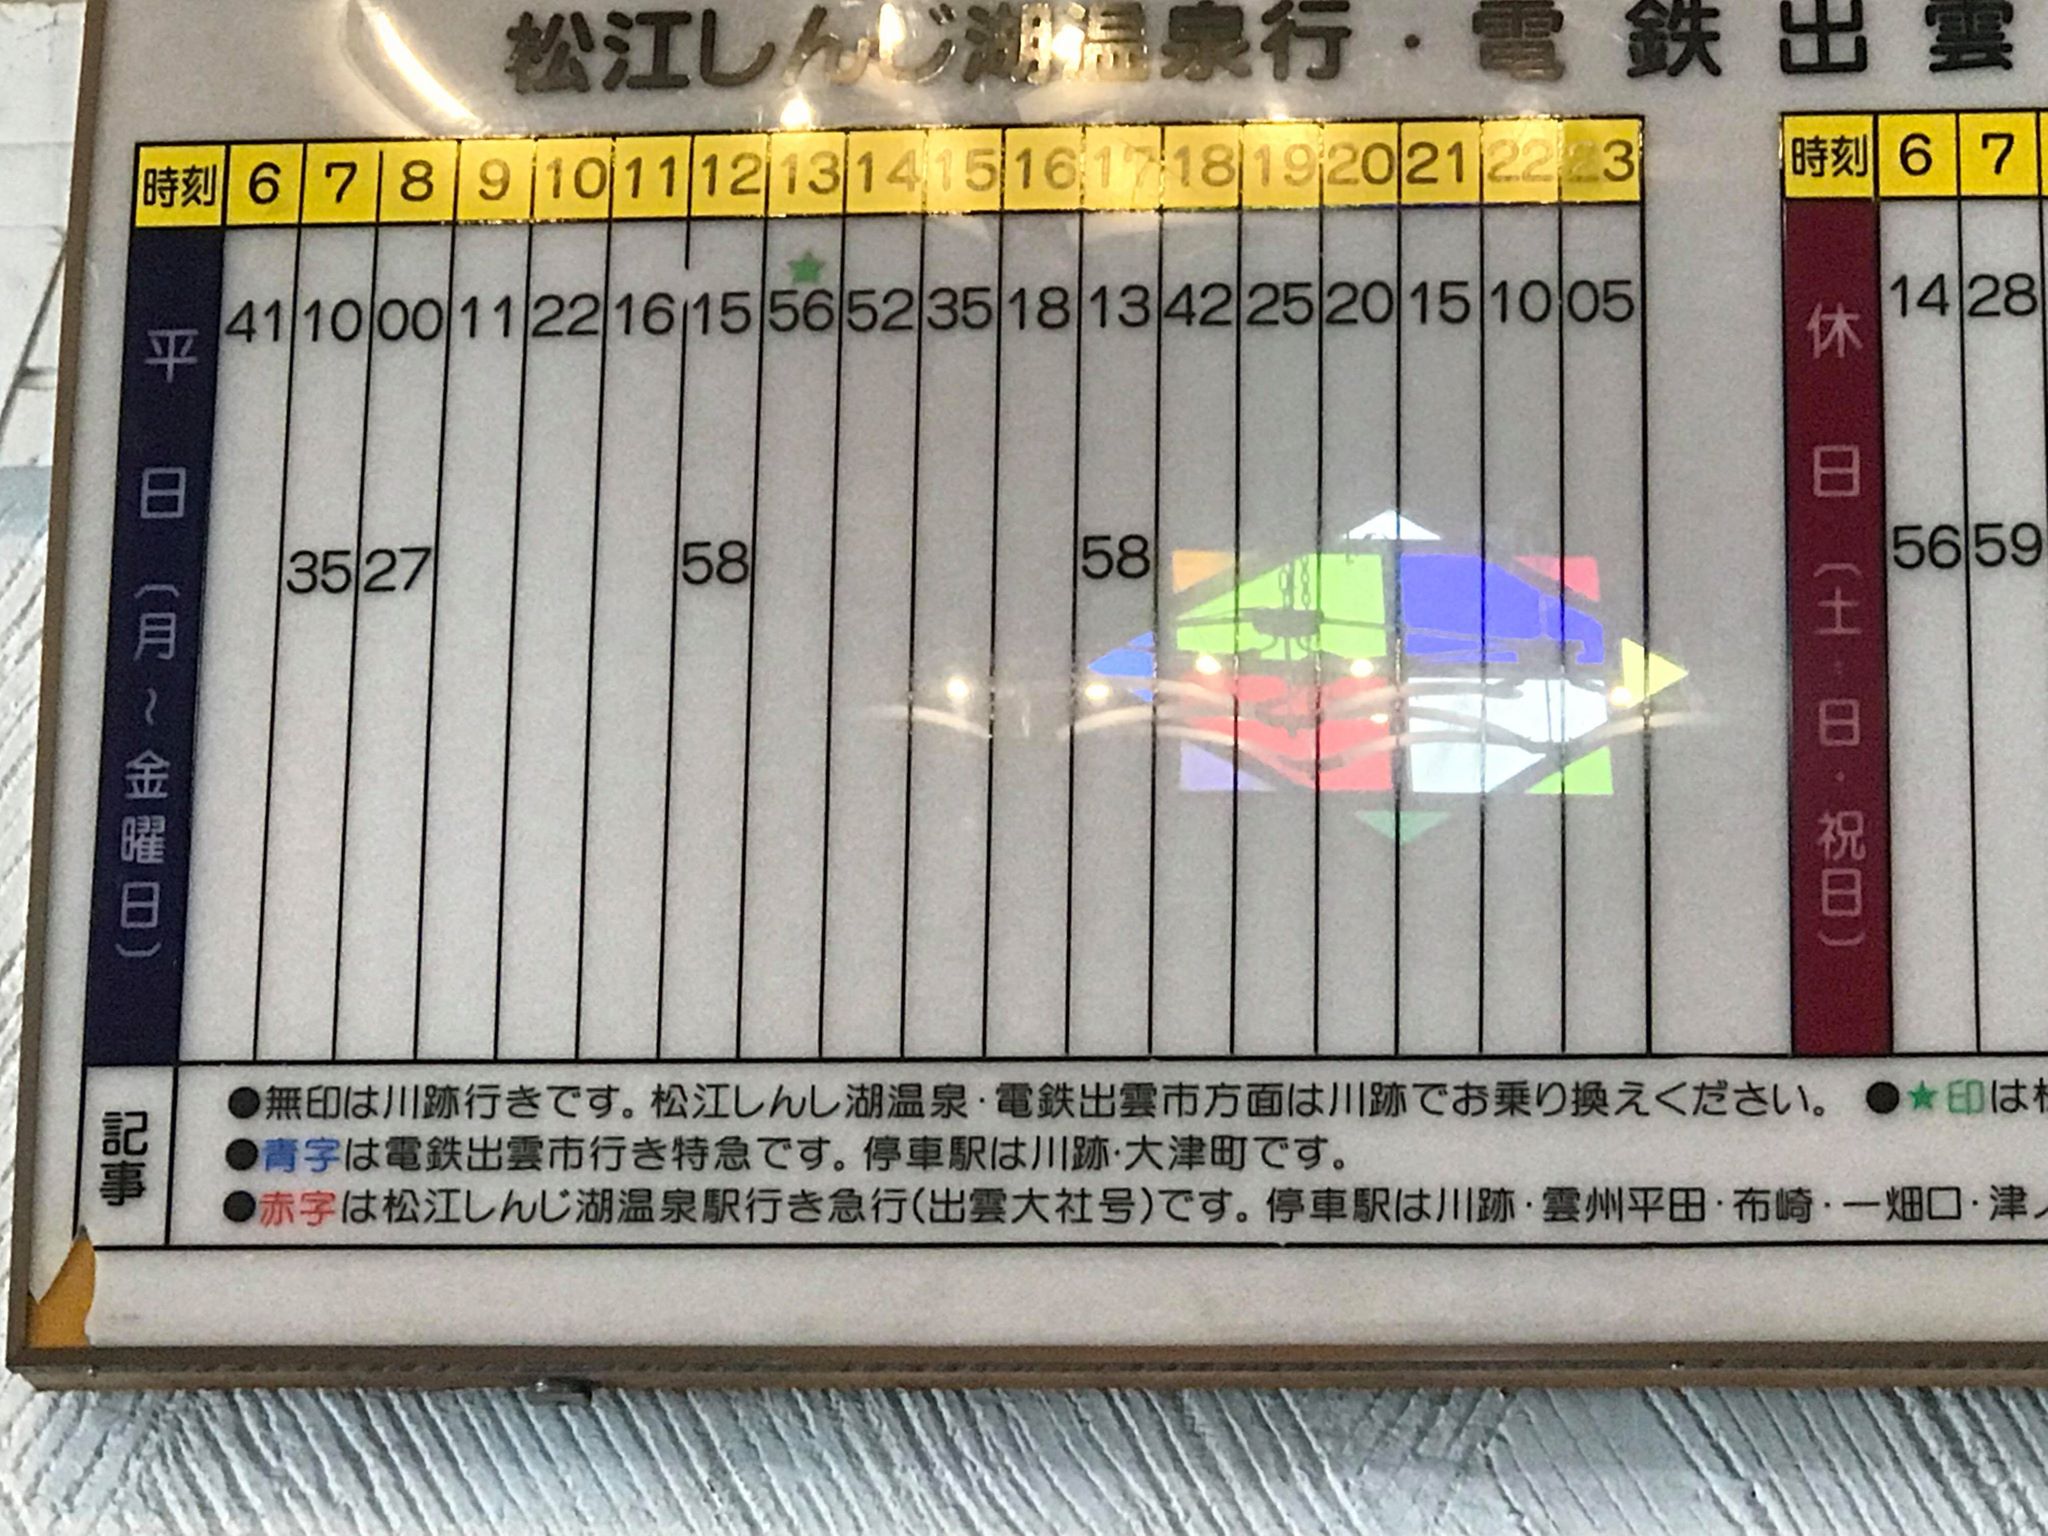 松江しんじ湖温泉行・電鉄出雲
時刻 6 7 8 9 10 11 12 13 14 15 16 17 18 19 20 21 22 23
平日(月~金曜日)
★
41 10 00 11 22 16 15 56 52 35 18 13 42 25 20 15 10 05
35 27 58 58
時刻 6 7
休日(土・日・祝日)
14 28
56 59
記事
●無印は川跡行きです。松江しんし湖温泉・電鉄出雲市方面は川跡でお乗り換えください。 ●★印は松
●青字は電鉄出雲市行き特急です。停車駅は川跡・大津町です。
●赤字は松江しんじ湖温泉駅行き急行(出雲大社号)です。停車駅は川跡・雲州平田・布崎・一畑口・津ノ